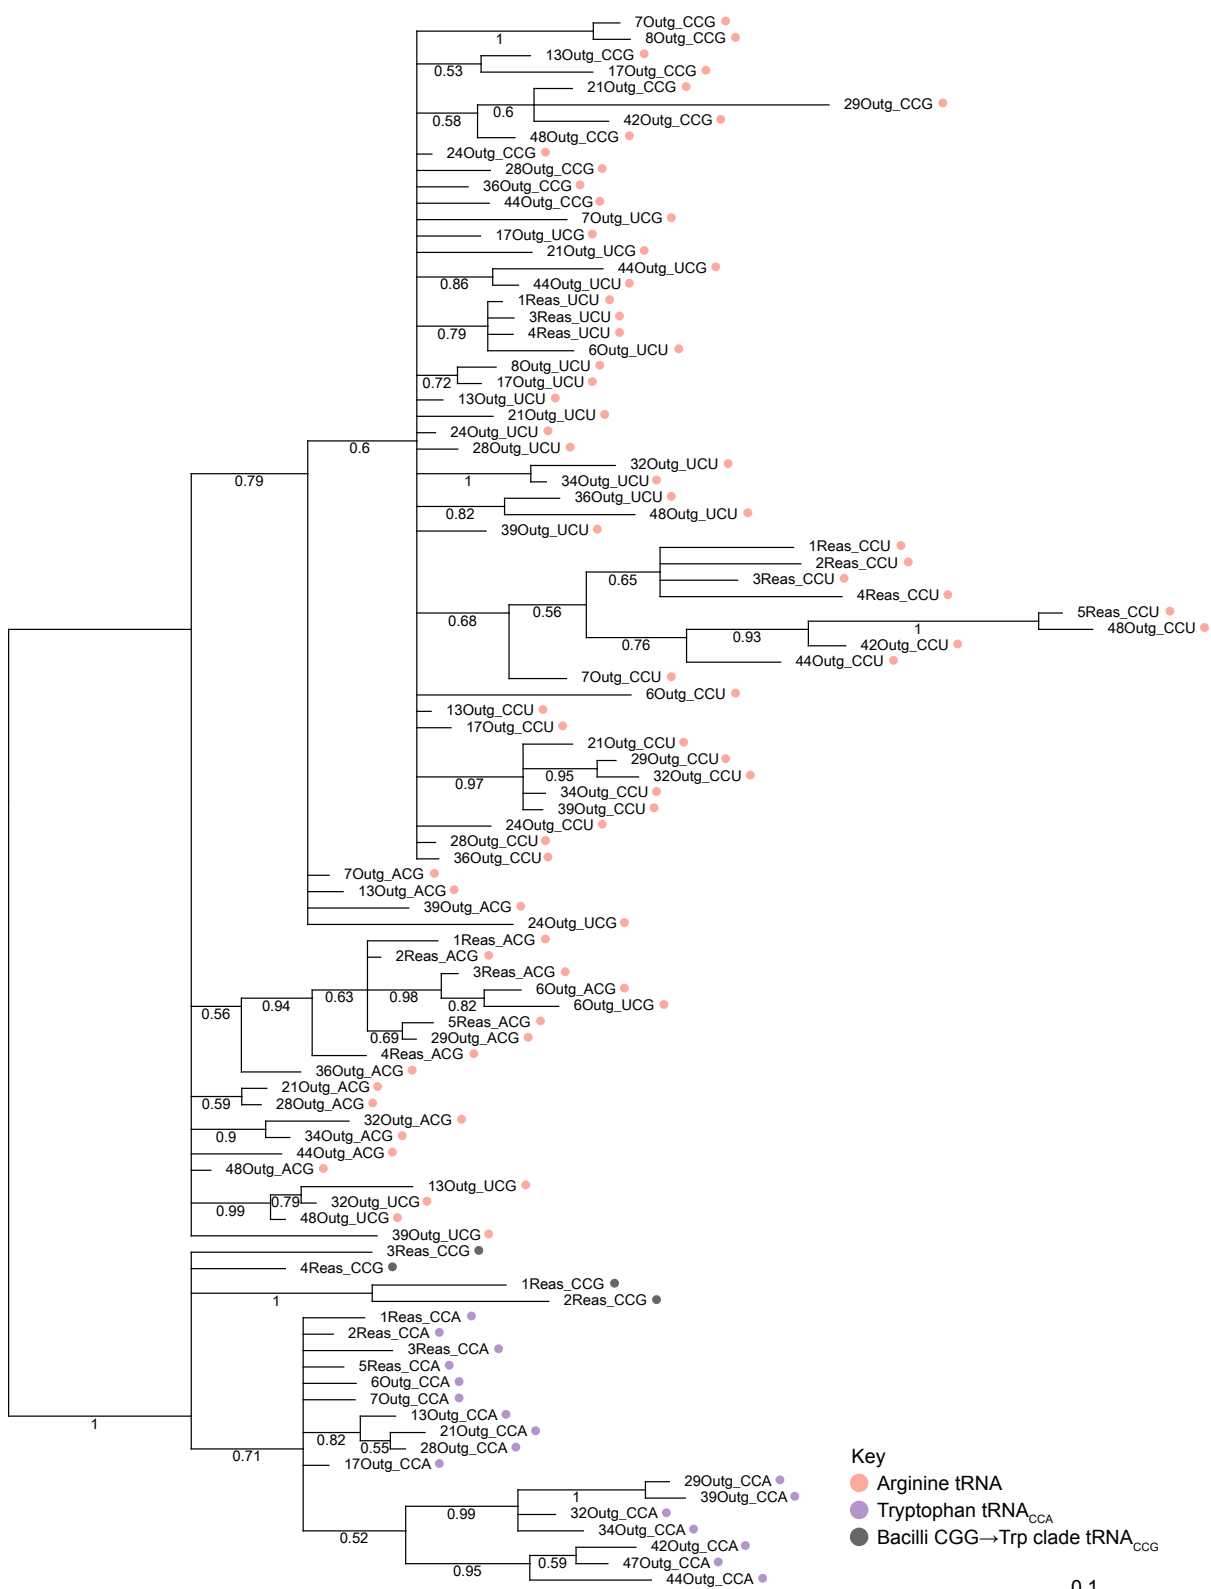 7Outg_CCG
1
8Outg_CCG
13Outg_CCG
0.53
17Outg_CCG
21Outg_CCG
29Outg_CCG
0.6
0.58
42Outg_CCG
48Outg_CCG
24Outg_CCG
28Outg_CCG
36Outg_CCG
44Outg_CCG
7Outg_UCG
17Outg_UCG
21Outg_UCG
44Outg_UCG
0.86
44Outg_UCU
1Reas_UCU
3Reas_UCU
0.79
4Reas_UCU
6Outg_UCU
8Outg_UCU
0.72
17Outg_UCU
13Outg_UCU
21Outg_UCU
24Outg_UCU
0.6
28Outg_UCU
32Outg_UCU
0.79
1
34Outg_UCU
36Outg_UCU
0.82
48Outg_UCU
39Outg_UCU
1Reas_CCU
2Reas_CCU
0.65
3Reas_CCU
4Reas_CCU
0.56
5Reas_CCU
0.68
1
48Outg_CCU
0.93
0.76
42Outg_CCU
44Outg_CCU
7Outg_CCU
6Outg_CCU
13Outg_CCU
17Outg_CCU
21Outg_CCU
29Outg_CCU
0.95
0.97
32Outg_CCU
34Outg_CCU
39Outg_CCU
24Outg_CCU
28Outg_CCU
36Outg_CCU
7Outg_ACG
13Outg_ACG
39Outg_ACG
24Outg_UCG
1Reas_ACG
2Reas_ACG
3Reas_ACG
0.63
0.98
6Outg_ACG
0.94
0.82
6Outg_UCG
0.56
5Reas_ACG
0.69
29Outg_ACG
4Reas_ACG
36Outg_ACG
21Outg_ACG
0.59
28Outg_ACG
32Outg_ACG
0.9
34Outg_ACG
44Outg_ACG
48Outg_ACG
13Outg_UCG
0.79
32Outg_UCG
0.99
48Outg_UCG
39Outg_UCG
3Reas_CCG
4Reas_CCG
1Reas_CCG
1
2Reas_CCG
1Reas_CCA
2Reas_CCA
3Reas_CCA
5Reas_CCA
6Outg_CCA
7Outg_CCA
13Outg_CCA
1
21Outg_CCA
0.82
0.55
28Outg_CCA
0.71
17Outg_CCA
29Outg_CCA
1
39Outg_CCA
0.99
32Outg_CCA
34Outg_CCA
0.52
42Outg_CCA
0.59
47Outg_CCA
0.95
44Outg_CCA
Key
Arginine tRNA
Tryptophan tRNACCA
Bacilli CGG→Trp clade tRNACCG
0.1